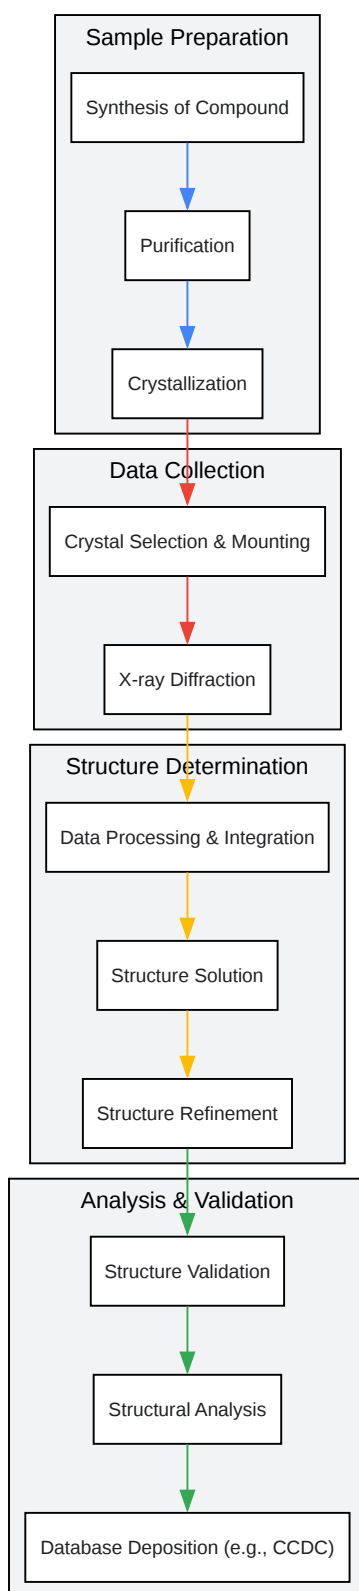 Sample Preparation
Synthesis of Compound
Purification
Crystallization
Data Collection
Crystal Selection & Mounting
X-ray Diffraction
Structure Determination
Data Processing & Integration
Structure Solution
Structure Refinement
Analysis & Validation
Structure Validation
Structural Analysis
Database Deposition (e.g., CCDC)